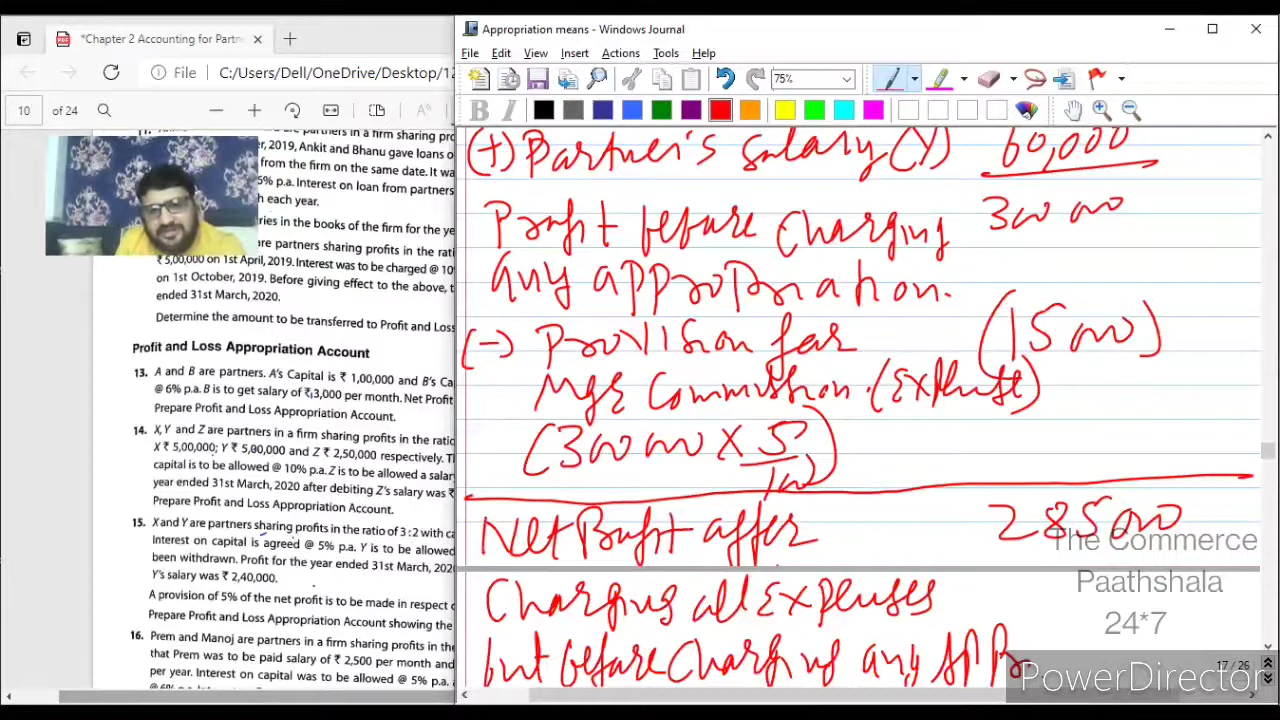 *Chapter 2 Accounting for Partn
File C:/Users/Dell/OneDrive/Desktop/12
10 of 24
are partners in a firm sharing pro
er, 2019, Ankit and Bhanu gave loans o
from the firm on the same date. It wa
5% p.a. Interest on loan from partners
h each year.
ries in the books of the firm for the ye
are partners sharing profits in the rati
₹ 5,00,000 on 1st April, 2019. Interest was to be charged @ 10%
on 1st October, 2019. Before giving effect to the above, t
ended 31st March, 2020.
Determine the amount to be transferred to Profit and Loss
Profit and Loss Appropriation Account
13. A and B are partners. A's Capital is ₹ 1,00,000 and B's Ca
@ 6% p.a. B is to get salary of ₹ 3,000 per month. Net Profit
Prepare Profit and Loss Appropriation Account.
14. X, Y and Z are partners in a firm sharing profits in the ratio
X ₹ 5,00,000; Y ₹ 5,00,000 and Z ₹ 2,50,000 respectively. Th
capital is to be allowed @ 10% p.a. Z is to be allowed a salary
year ended 31st March, 2020 after debiting Z's salary was ₹
Prepare Profit and Loss Appropriation Account.
15. X and Y are partners sharing profits in the ratio of 3 : 2 with ca
Interest on capital is agreed @ 5% p.a. Y is to be allowed
been withdrawn. Profit for the year ended 31st March, 202
Y's salary was ₹ 2,40,000.
A provision of 5% of the net profit is to be made in respect o
Prepare Profit and Loss Appropriation Account showing the
16. Prem and Manoj are partners in a firm sharing profits in the
that Prem was to be paid salary of ₹ 2,500 per month and
per year. Interest on capital was to be allowed @ 5% p.a.
Appropriation means - Windows Journal
File Edit View Insert Actions Tools Help
75%
B I
(+) Partner's Salary (Y) 60,000
Profit before Charging 300 000
any appropriation.
(-) Provision for (15 000)
Mgr Commission. (Expense)
(300 000 × 5/100)
Net Profit after 285 000
Charging all Expenses
but before Charging any App
The Commerce
Paathshala
24*7
17 / 26
PowerDirector